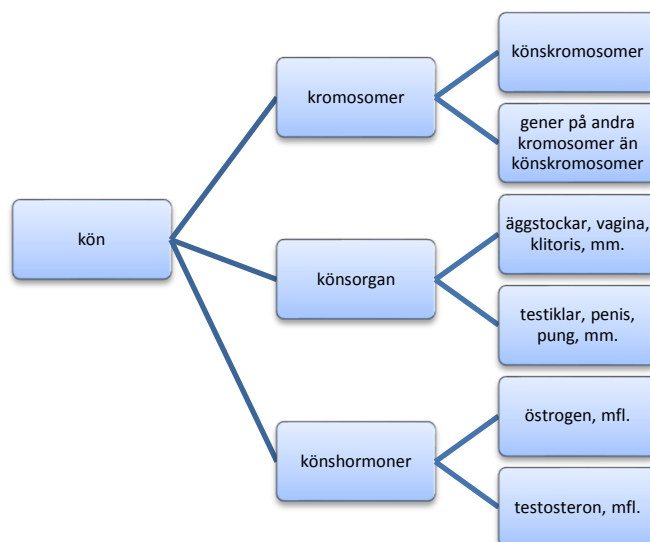 kön
kromosomer
könskromosomer
gener på andra
kromosomer än
könskromosomer
könsorgan
äggstockar, vagina,
klitoris, mm.
testiklar, penis,
pung, mm.
könshormoner
östrogen, mfl.
testosteron, mfl.